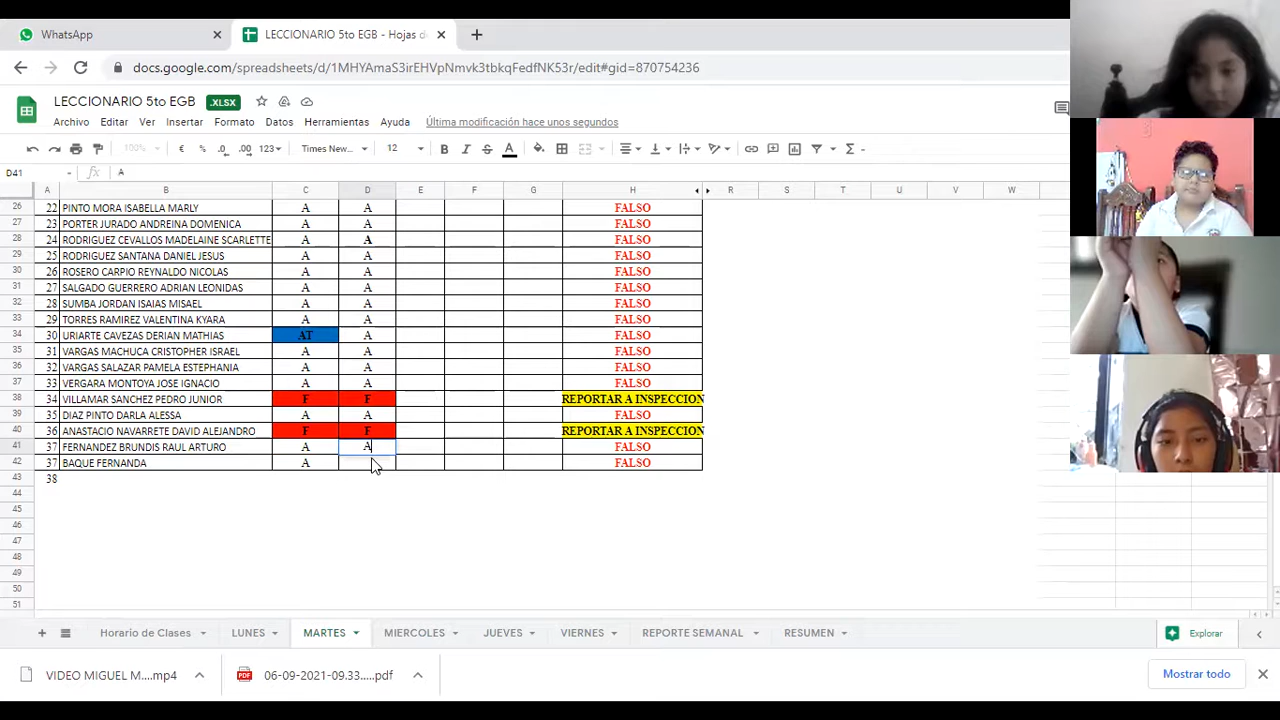 WhatsApp
LECCIONARIO 5to EGB - Hojas de
docs.google.com/spreadsheets/d/1MHYAmaS3irEHVpNmvk3tbkqFedfNK53r/edit#gid=870754236
LECCIONARIO 5to EGB .XLSX
Archivo Editar Ver Insertar Formato Datos Herramientas Ayuda Última modificación hace unos segundos
100% € % .0 .00 123 Times New... 12 B I S A
D41 fx A
A B C D E F G H R S T U V W
26 22 PINTO MORA ISABELLA MARLY A A FALSO
27 23 PORTER JURADO ANDREINA DOMENICA A A FALSO
28 24 RODRIGUEZ CEVALLOS MADELAINE SCARLETTE A A FALSO
29 25 RODRIGUEZ SANTANA DANIEL JESUS A A FALSO
30 26 ROSERO CARPIO REYNALDO NICOLAS A A FALSO
31 27 SALGADO GUERRERO ADRIAN LEONIDAS A A FALSO
32 28 SUMBA JORDAN ISAIAS MISAEL A A FALSO
33 29 TORRES RAMIREZ VALENTINA KYARA A A FALSO
34 30 URIARTE CAVEZAS DERIAN MATHIAS AT A FALSO
35 31 VARGAS MACHUCA CRISTOPHER ISRAEL A A FALSO
36 32 VARGAS SALAZAR PAMELA ESTEPHANIA A A FALSO
37 33 VERGARA MONTOYA JOSE IGNACIO A A FALSO
38 34 VILLAMAR SANCHEZ PEDRO JUNIOR F F REPORTAR A INSPECCION
39 35 DIAZ PINTO DARLA ALESSA A A FALSO
40 36 ANASTACIO NAVARRETE DAVID ALEJANDRO F F REPORTAR A INSPECCION
41 37 FERNANDEZ BRUNDIS RAUL ARTURO A A FALSO
42 37 BAQUE FERNANDA A FALSO
43 38
44
45
46
47
48
49
50
51
Horario de Clases LUNES MARTES MIERCOLES JUEVES VIERNES REPORTE SEMANAL RESUMEN Explorar
VIDEO MIGUEL M....mp4 PDF 06-09-2021-09.33.....pdf Mostrar todo